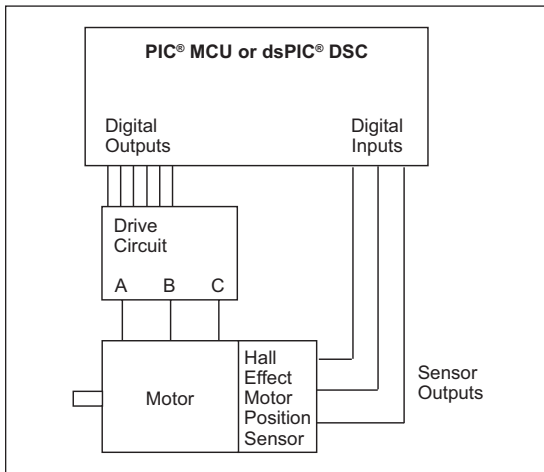 PIC® MCU or dsPIC® DSC
Digital
Outputs
Digital
Inputs
Drive
Circuit
A B C
Motor
Hall
Effect
Motor
Position
Sensor
Sensor
Outputs